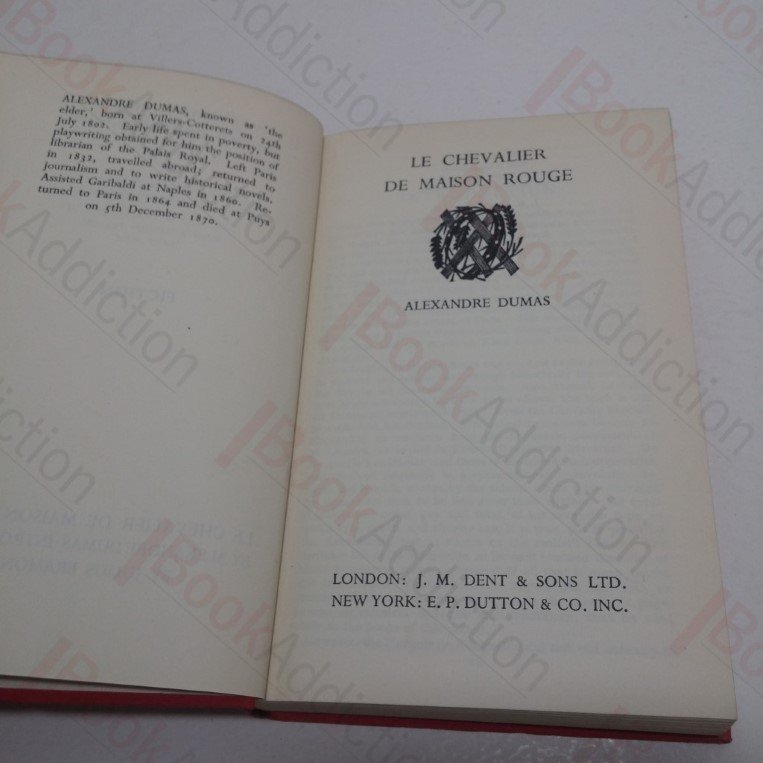 ALEXANDRE DUMAS, known as 'the
elder,' born at Villers-Cotterets on 24th
July 1802. Early life spent in poverty, but
playwriting obtained for him the position of
librarian of the Palais Royal. Left Paris
in 1832, travelled abroad; returned to
journalism and to write historical novels.
Assisted Garibaldi at Naples in 1860. Re-
turned to Paris in 1864 and died at Puys
on 5th December 1870.
LE CHEVALIER
DE MAISON ROUGE
ALEXANDRE DUMAS
LONDON: J. M. DENT & SONS LTD.
NEW YORK: E. P. DUTTON & CO. INC.
BookAddiction